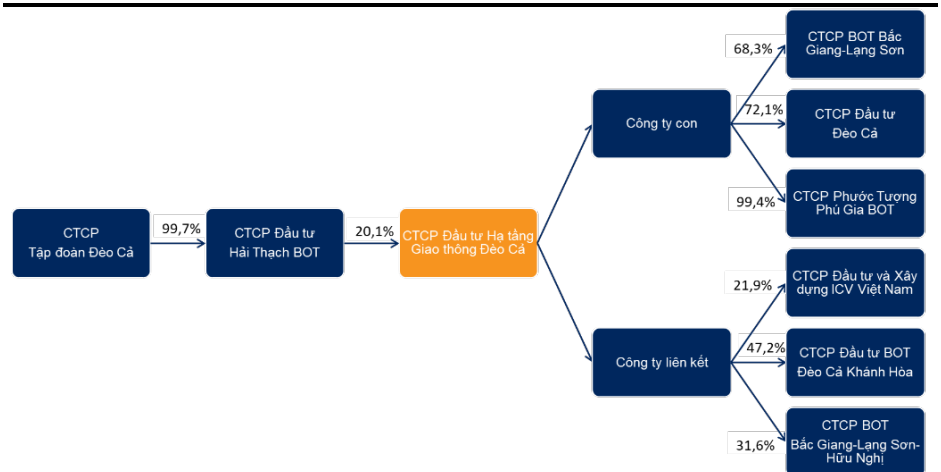 CTCP
Tập đoàn Đèo Cả
99,7%
CTCP Đầu tư
Hải Thạch BOT
20,1%
CTCP Đầu tư Hạ tầng
Giao thông Đèo Cả
Công ty con
68,3%
CTCP BOT Bắc
Giang-Lạng Sơn
72,1%
CTCP Đầu tư
Đèo Cả
99,4%
CTCP Phước Tượng
Phú Gia BOT
Công ty liên kết
21,9%
CTCP Đầu tư và Xây
dựng ICV Việt Nam
47,2%
CTCP Đầu tư BOT
Đèo Cả Khánh Hòa
31,6%
CTCP BOT
Bắc Giang-Lạng Sơn-
Hữu Nghị